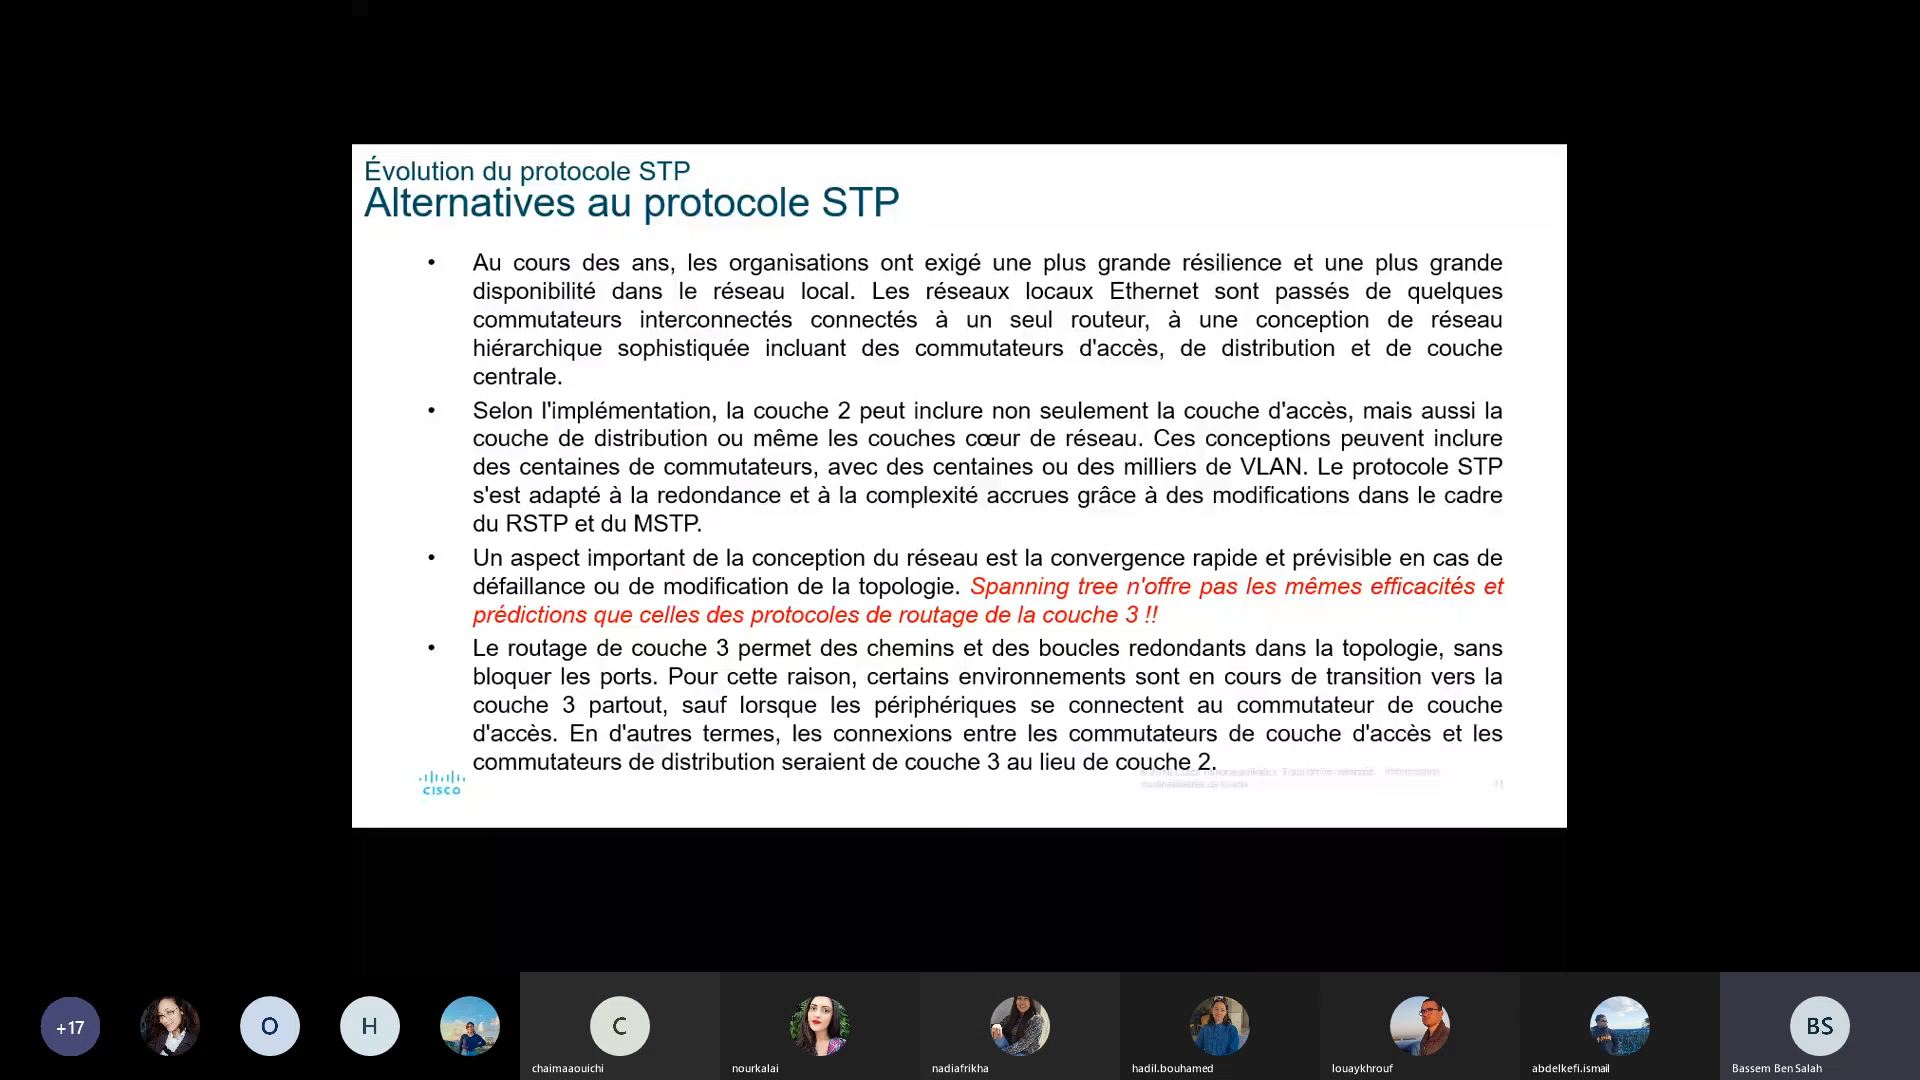 Évolution du protocole STP
Alternatives au protocole STP
• Au cours des ans, les organisations ont exigé une plus grande résilience et une plus grande
disponibilité dans le réseau local. Les réseaux locaux Ethernet sont passés de quelques
commutateurs interconnectés connectés à un seul routeur, à une conception de réseau
hiérarchique sophistiquée incluant des commutateurs d'accès, de distribution et de couche
centrale.
• Selon l'implémentation, la couche 2 peut inclure non seulement la couche d'accès, mais aussi la
couche de distribution ou même les couches cœur de réseau. Ces conceptions peuvent inclure
des centaines de commutateurs, avec des centaines ou des milliers de VLAN. Le protocole STP
s'est adapté à la redondance et à la complexité accrues grâce à des modifications dans le cadre
du RSTP et du MSTP.
• Un aspect important de la conception du réseau est la convergence rapide et prévisible en cas de
défaillance ou de modification de la topologie. Spanning tree n'offre pas les mêmes efficacités et
prédictions que celles des protocoles de routage de la couche 3 !!
• Le routage de couche 3 permet des chemins et des boucles redondants dans la topologie, sans
bloquer les ports. Pour cette raison, certains environnements sont en cours de transition vers la
couche 3 partout, sauf lorsque les périphériques se connectent au commutateur de couche
d'accès. En d'autres termes, les connexions entre les commutateurs de couche d'accès et les
commutateurs de distribution seraient de couche 3 au lieu de couche 2.
CISCO
+17
O
H
C
BS
chaimaaouichi
nourkalai
nadiafrikha
hadil.bouhamed
louaykhrouf
abdelkefi.ismail
Bassem Ben Salah